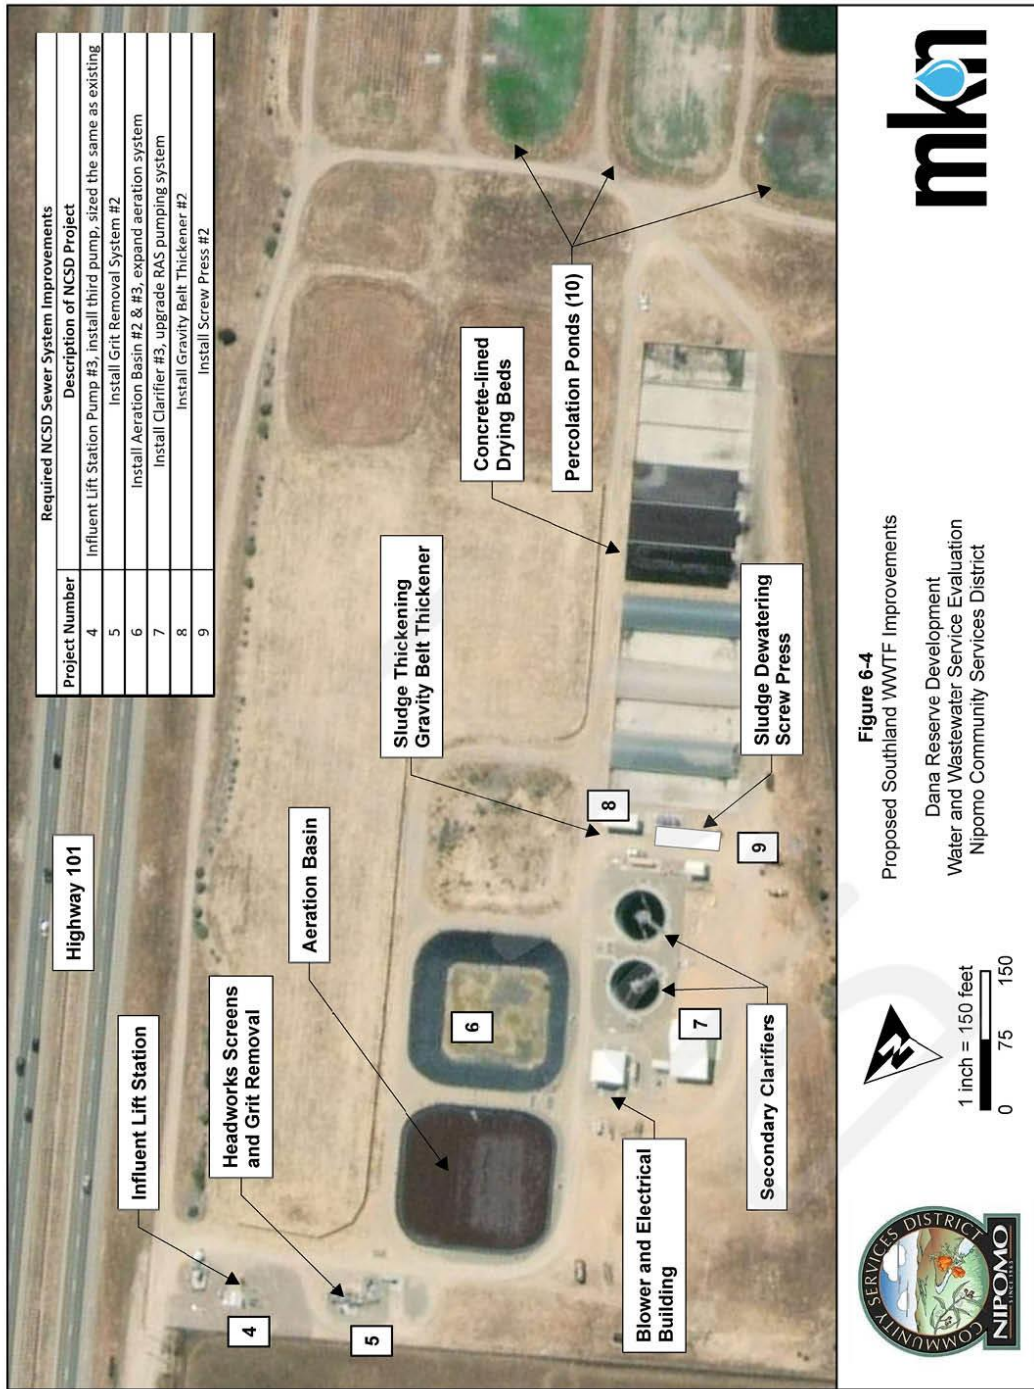 Highway 101
Required NCSD Sewer System Improvements
Project Number Description of NCSD Project
4 Influent Lift Station Pump #3, install third pump, sized the same as existing
5 Install Grit Removal System #2
6 Install Aeration Basin #2 & #3, expand aeration system
7 Install Clarifier #3, upgrade RAS pumping system
8 Install Gravity Belt Thickener #2
9 Install Screw Press #2
Influent Lift Station
4
Headworks Screens
and Grit Removal
5
Aeration Basin
6
Sludge Thickening
Gravity Belt Thickener
8
Concrete-lined
Drying Beds
Percolation Ponds (10)
Blower and Electrical
Building
7
Secondary Clarifiers
9
Sludge Dewatering
Screw Press
COMMUNITY SERVICES DISTRICT
NIPOMO
SINCE 1965
N
1 inch = 150 feet
0 75 150
Figure 6-4
Proposed Southland WWTF Improvements
Dana Reserve Development
Water and Wastewater Service Evaluation
Nipomo Community Services District
mkn